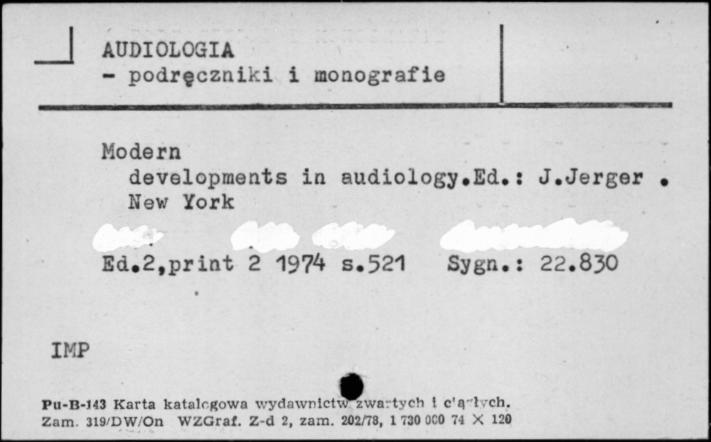 AUDIOLOGIA
- podręczniki i monografie
Modern
developments in audiology.Ed.: J.Jerger .
New York
Ed.2,print 2 1974 s.521 Sygn.: 22.830
IMP
Pu-B-143 Karta katalogowa wydawnictw zwartych i
Zam. 319/DW/On WZGraf. Z-d 2, zam. 202/78, 1 730 000 74 X 120